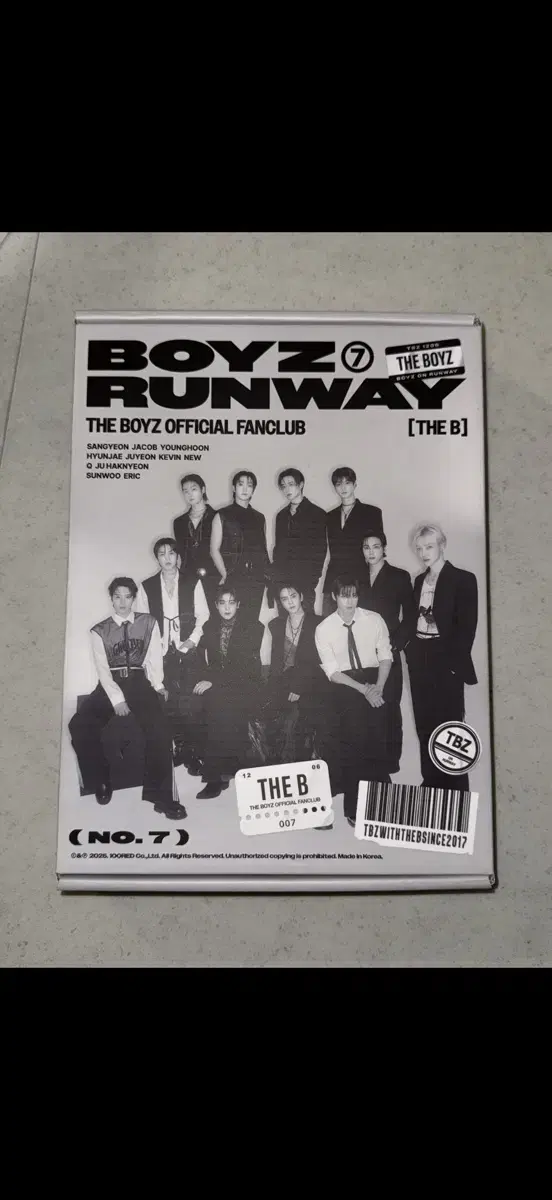 BOYZ ⑦
RUNWAY
TBZ 1206
THE BOYZ
BOYZ ON RUNWAY
THE BOYZ OFFICIAL FANCLUB
[THE B]
SANGYEON JACOB YOUNGHOON
HYUNJAE JUYEON KEVIN NEW
Q JU HAKNYEON
SUNWOO ERIC
TBZ
12 06
THE B
THE BOYZ OFFICIAL FANCLUB
007
TBZWITHTHEBSINCE2017
( NO. 7 )
©&℗ 2025. IOORED Co.,Ltd. All Rights Reserved. Unauthorized copying is prohibited. Made in Korea.